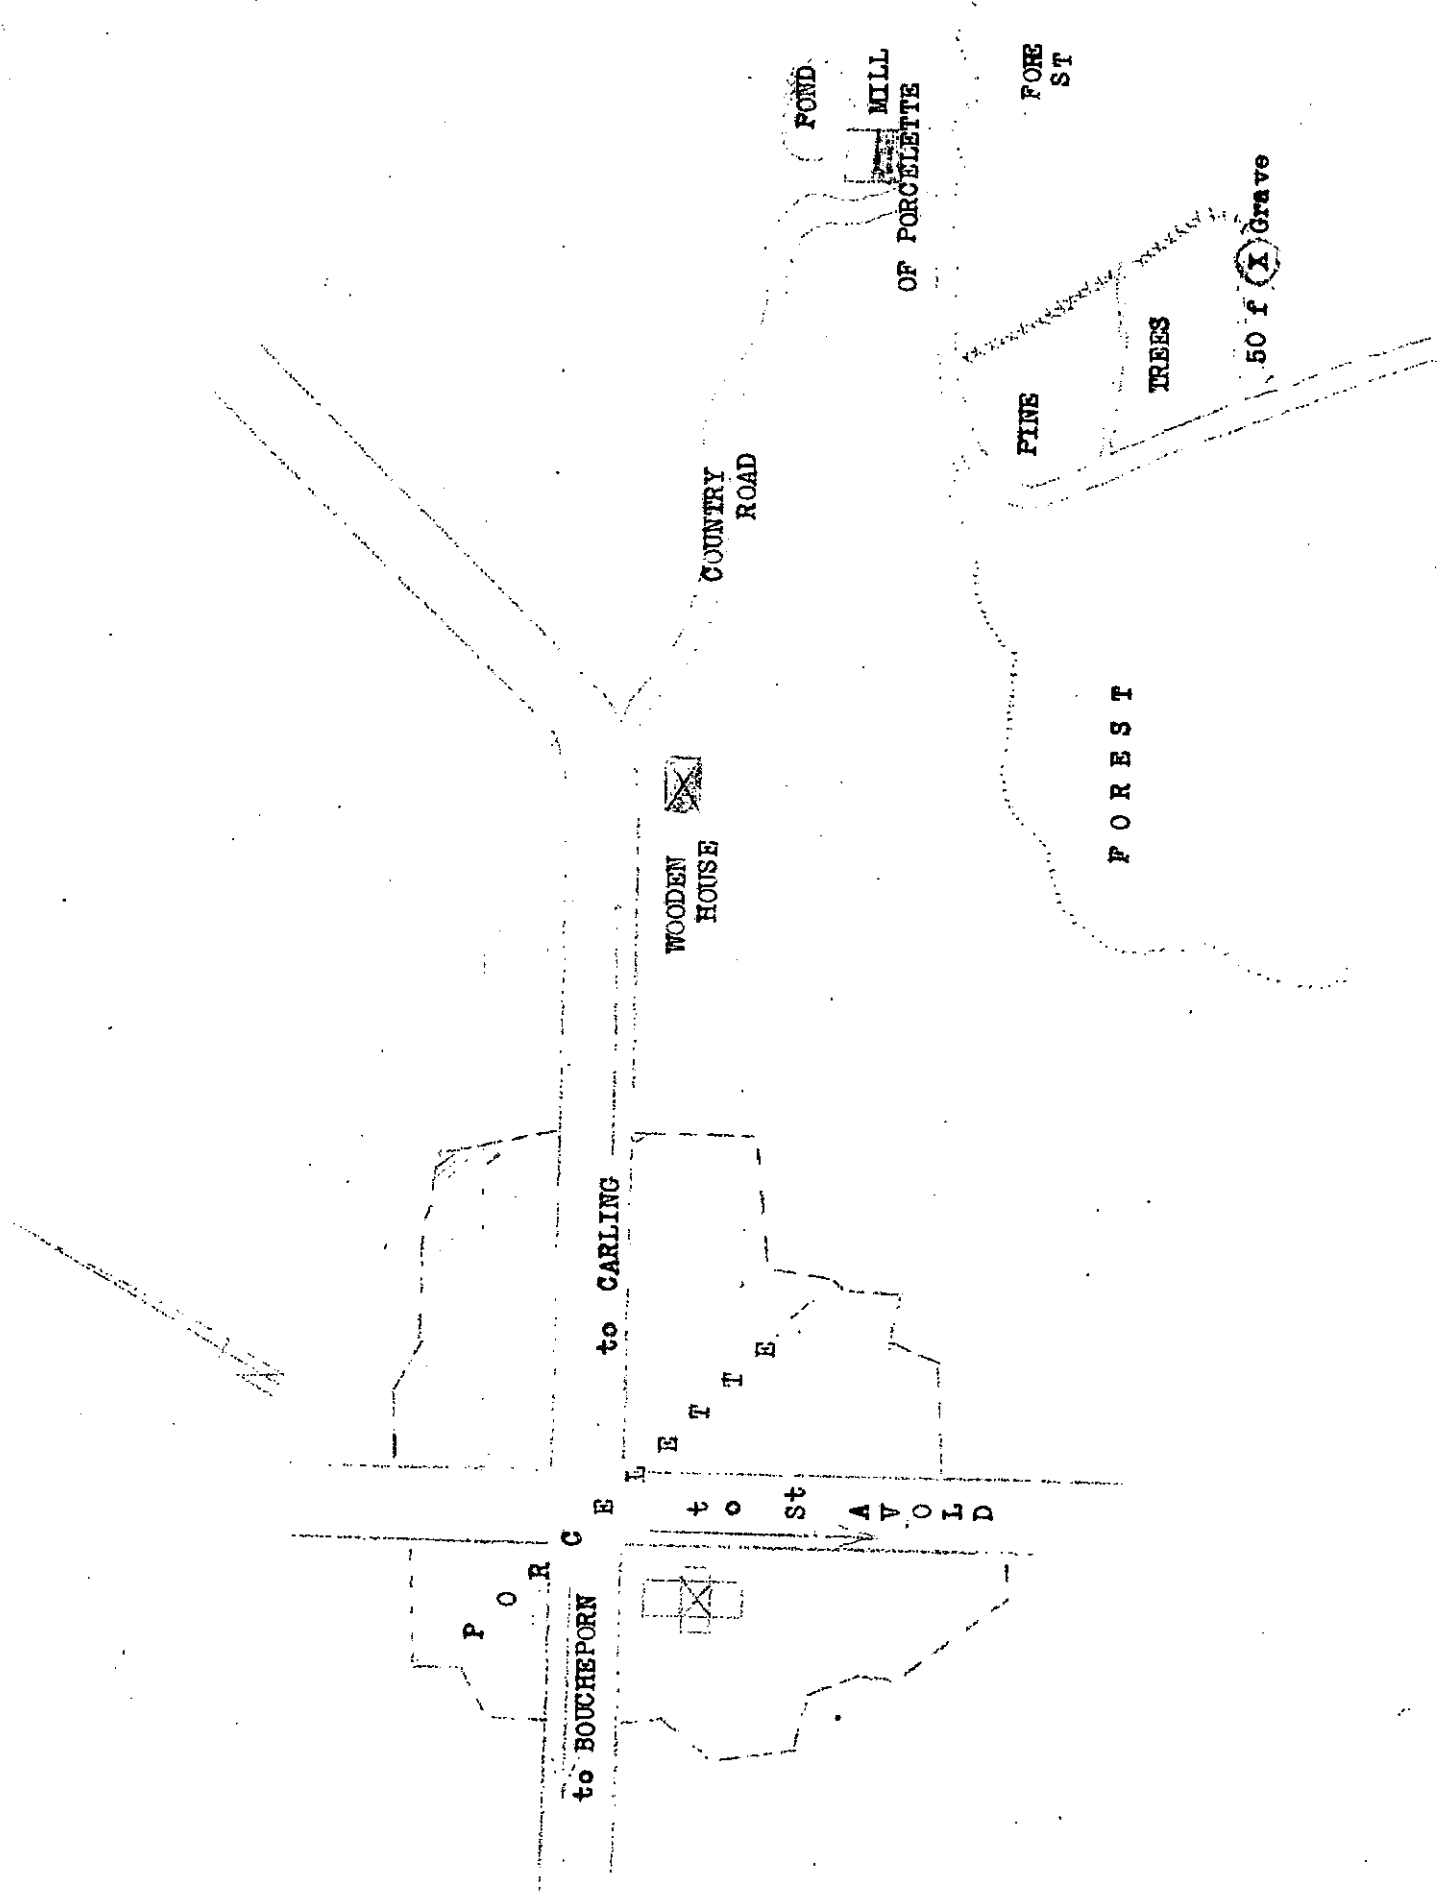 POND
MILL
OF PORCELETTE
FORE
ST
COUNTRY
ROAD
PINE
TREES
50 f (X) Grave
WOODEN
HOUSE
FOREST
to CARLING
PORCELETTE
to St AVOLD
to BOUCHEPORN